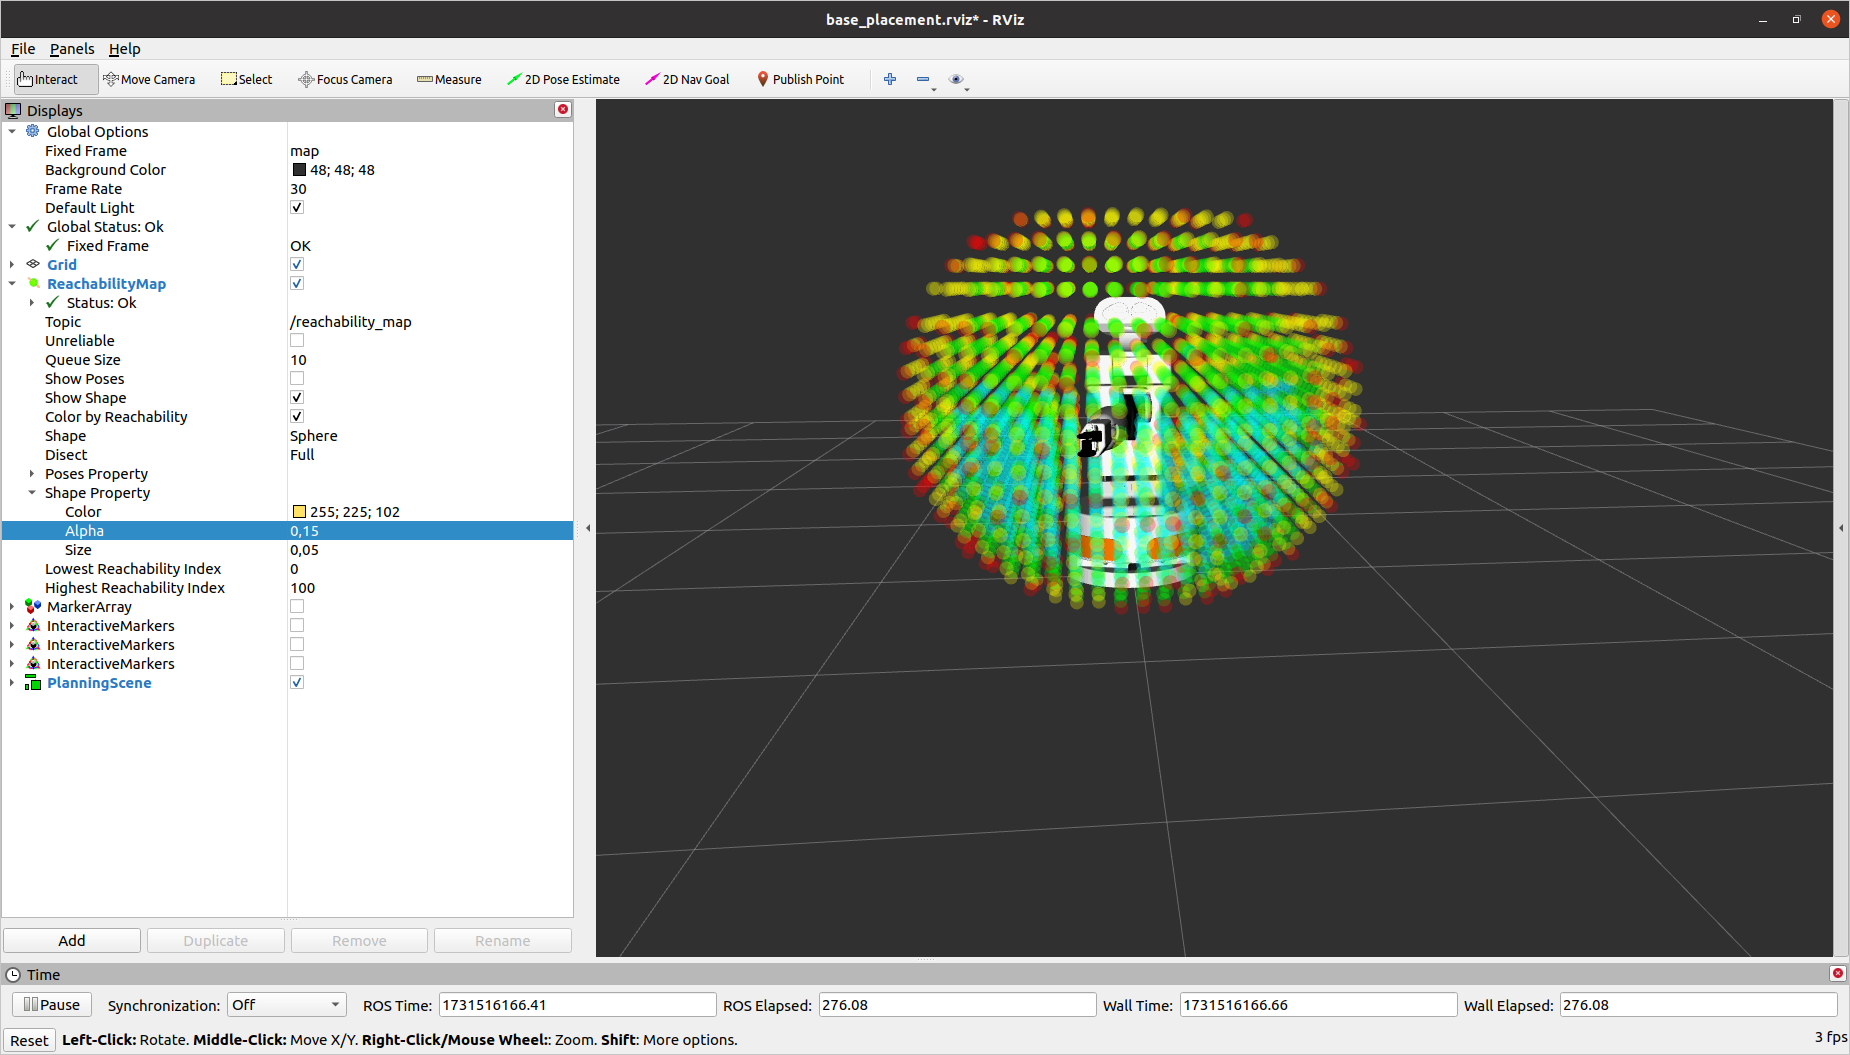 base_placement.rviz* - RViz
File Panels Help
Interact Move Camera Select Focus Camera Measure 2D Pose Estimate 2D Nav Goal Publish Point
Displays
Global Options
Fixed Frame map
Background Color 48; 48; 48
Frame Rate 30
Default Light
Global Status: Ok
Fixed Frame OK
Grid
ReachabilityMap
Status: Ok
Topic /reachability_map
Unreliable
Queue Size 10
Show Poses
Show Shape
Color by Reachability
Shape Sphere
Disect Full
Poses Property
Shape Property
Color 255; 225; 102
Alpha 0,15
Size 0,05
Lowest Reachability Index 0
Highest Reachability Index 100
MarkerArray
InteractiveMarkers
InteractiveMarkers
InteractiveMarkers
PlanningScene
Add Duplicate Remove Rename
Time
Pause Synchronization: Off ROS Time: 1731516166.41 ROS Elapsed: 276.08 Wall Time: 1731516166.66 Wall Elapsed: 276.08
Reset Left-Click: Rotate. Middle-Click: Move X/Y. Right-Click/Mouse Wheel:: Zoom. Shift: More options. 3 fps